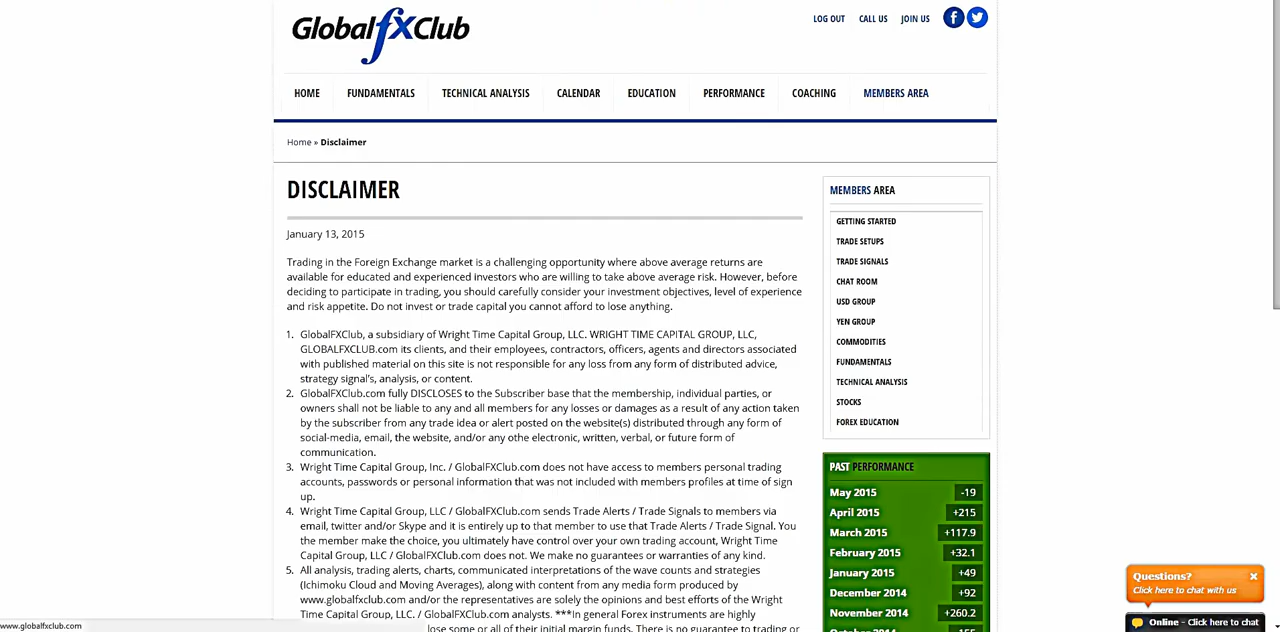 GlobalfXClub
LOG OUT CALL US JOIN US
HOME FUNDAMENTALS TECHNICAL ANALYSIS CALENDAR EDUCATION PERFORMANCE COACHING MEMBERS AREA
Home » Disclaimer
DISCLAIMER
January 13, 2015
Trading in the Foreign Exchange market is a challenging opportunity where above average returns are
available for educated and experienced investors who are willing to take above average risk. However, before
deciding to participate in trading, you should carefully consider your investment objectives, level of experience
and risk appetite. Do not invest or trade capital you cannot afford to lose anything.
1. GlobalFXClub, a subsidiary of Wright Time Capital Group, LLC. WRIGHT TIME CAPITAL GROUP, LLC,
GLOBALFXCLUB.com its clients, and their employees, contractors, officers, agents and directors associated
with published material on this site is not responsible for any loss from any form of distributed advice,
strategy signal's, analysis, or content.
2. GlobalFXClub.com fully DISCLOSES to the Subscriber base that the membership, individual parties, or
owners shall not be liable to any and all members for any losses or damages as a result of any action taken
by the subscriber from any trade idea or alert posted on the website(s) distributed through any form of
social-media, email, the website, and/or any othe electronic, written, verbal, or future form of
communication.
3. Wright Time Capital Group, Inc. / GlobalFXClub.com does not have access to members personal trading
accounts, passwords or personal information that was not included with members profiles at time of sign
up.
4. Wright Time Capital Group, LLC / GlobalFXClub.com sends Trade Alerts / Trade Signals to members via
email, twitter and/or Skype and it is entirely up to that member to use that Trade Alerts / Trade Signal. You
the member make the choice, you ultimately have control over your own trading account, Wright Time
Capital Group, LLC / GlobalFXClub.com does not. We make no guarantees or warranties of any kind.
5. All analysis, trading alerts, charts, communicated interpretations of the wave counts and strategies
(Ichimoku Cloud and Moving Averages), along with content from any media form produced by
www.globalfxclub.com and/or the representatives are solely the opinions and best efforts of the Wright
Time Capital Group, LLC. / GlobalFXClub.com analysts. ***In general Forex instruments are highly
lose some or all of their initial margin funds. There is no guarantee to trading or
MEMBERS AREA
GETTING STARTED
TRADE SETUPS
TRADE SIGNALS
CHAT ROOM
USD GROUP
YEN GROUP
COMMODITIES
FUNDAMENTALS
TECHNICAL ANALYSIS
STOCKS
FOREX EDUCATION
PAST PERFORMANCE
May 2015 -19
April 2015 +215
March 2015 +117.9
February 2015 +32.1
January 2015 +49
December 2014 +92
November 2014 +260.2
October 2014
Questions?
Click here to chat with us
Online - Click here to chat
www.globalfxclub.com